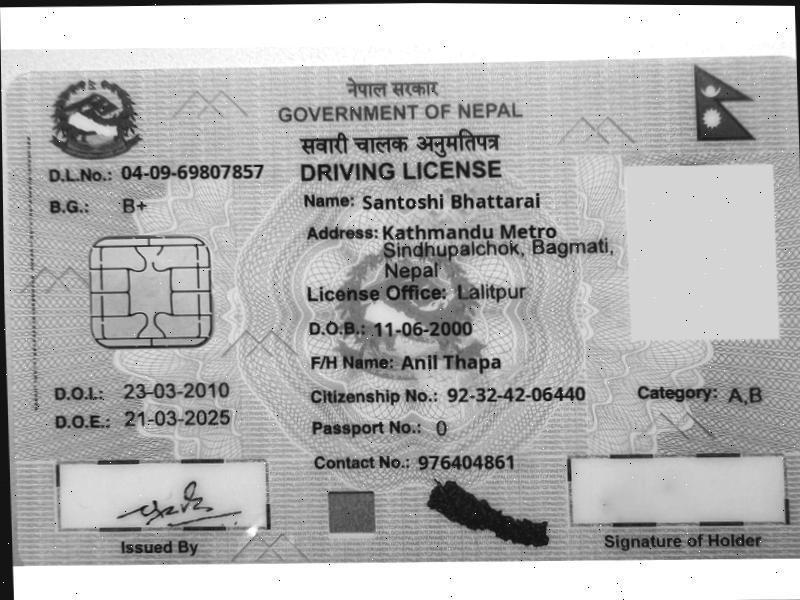 नेपाल सरकार
GOVERNMENT OF NEPAL
सवारी चालक अनुमतिपत्र
DRIVING LICENSE
D.L.No.: 04-09-69807857
B.G.: B+
Name: Santoshi Bhattarai
Address: Kathmandu Metro
Sindhupalchok, Bagmati,
Nepal
License Office: Lalitpur
D.O.B.: 11-06-2000
F/H Name: Anil Thapa
D.O.I.: 23-03-2010
Citizenship No.: 92-32-42-06440
Category: A,B
D.O.E.: 21-03-2025
Passport No.: 0
Contact No.: 976404861
Issued By
Signature of Holder